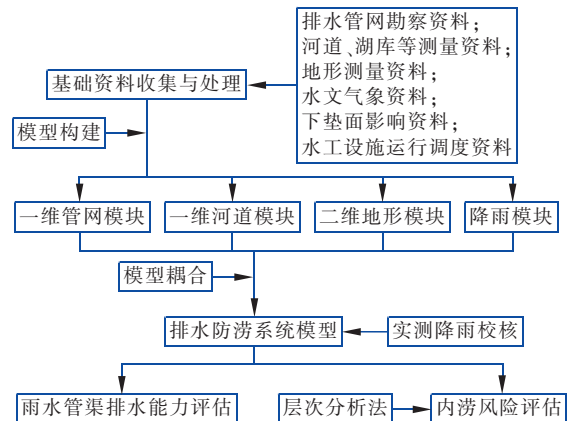 排水管网勘察资料;
河道、湖库等测量资料;
地形测量资料;
水文气象资料;
下垫面影响资料;
水工设施运行调度资料
基础资料收集与处理
模型构建
一维管网模块
一维河道模块
二维地形模块
降雨模块
模型耦合
排水防涝系统模型
实测降雨校核
雨水管渠排水能力评估
层次分析法
内涝风险评估